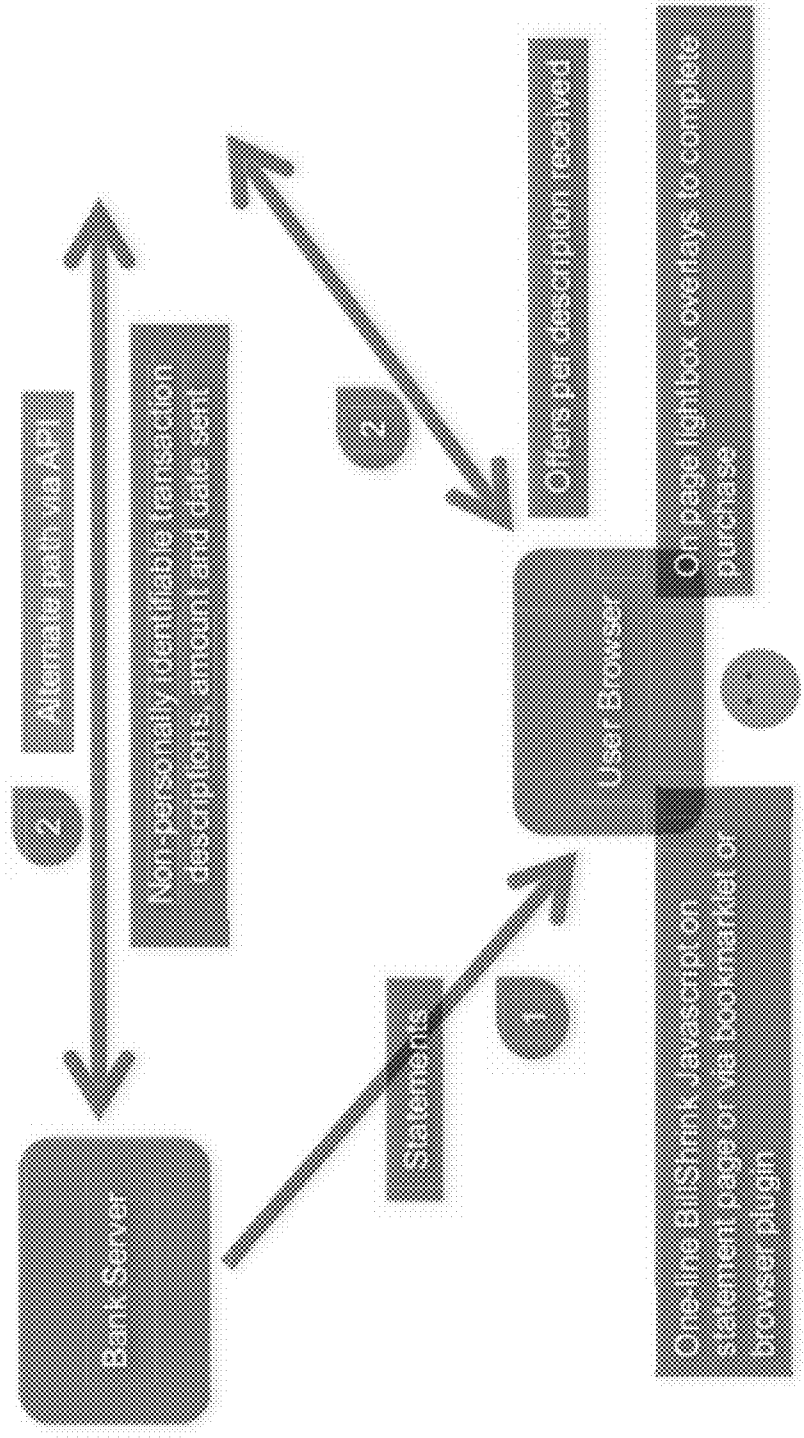 Bank Server
2
Alternate path via API
Non-personally identifiable transaction
descriptions, amount and date sent
Statements
1
2
User Browser
Offers per description received
One-line BillShrink Javascript on
statement page or via bookmarklet or
browser plugin
On page lightbox overlays to complete
purchase